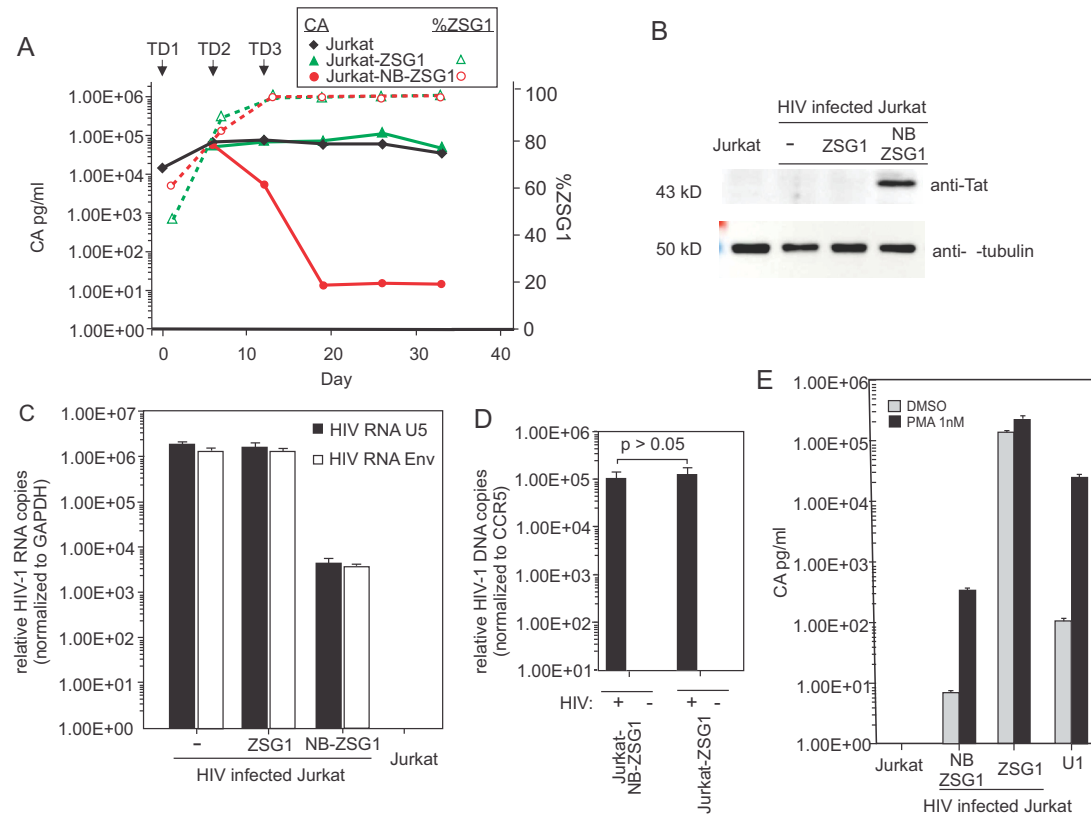 A
CA
%ZSG1
Jurkat
Jurkat-ZSG1
Jurkat-NB-ZSG1
TD1 TD2 TD3
1.00E+06
1.00E+05
1.00E+04
1.00E+03
1.00E+02
1.00E+01
1.00E+00
CA pg/ml
100
80
60
40
20
0
%ZSG1
0 10 20 30 40
Day
B
HIV infected Jurkat
Jurkat - ZSG1 NB
ZSG1
43 kD anti-Tat
50 kD anti- -tubulin
C
1.00E+07
1.00E+06
1.00E+05
1.00E+04
1.00E+03
1.00E+02
1.00E+01
1.00E+00
relative HIV-1 RNA copies
(normalized to GAPDH)
HIV RNA U5
HIV RNA Env
- ZSG1 NB-ZSG1 Jurkat
HIV infected Jurkat
D
1.00E+06
1.00E+05
1.00E+04
1.00E+03
1.00E+02
1.00E+01
relative HIV-1 DNA copies
(normalized to CCR5)
p > 0.05
HIV: + - + -
Jurkat-
NB-ZSG1
Jurkat-ZSG1
E
1.00E+06
1.00E+05
1.00E+04
1.00E+03
1.00E+02
1.00E+01
1.00E+00
CA pg/ml
DMSO
PMA 1nM
Jurkat NB
ZSG1 ZSG1 U1
HIV infected Jurkat